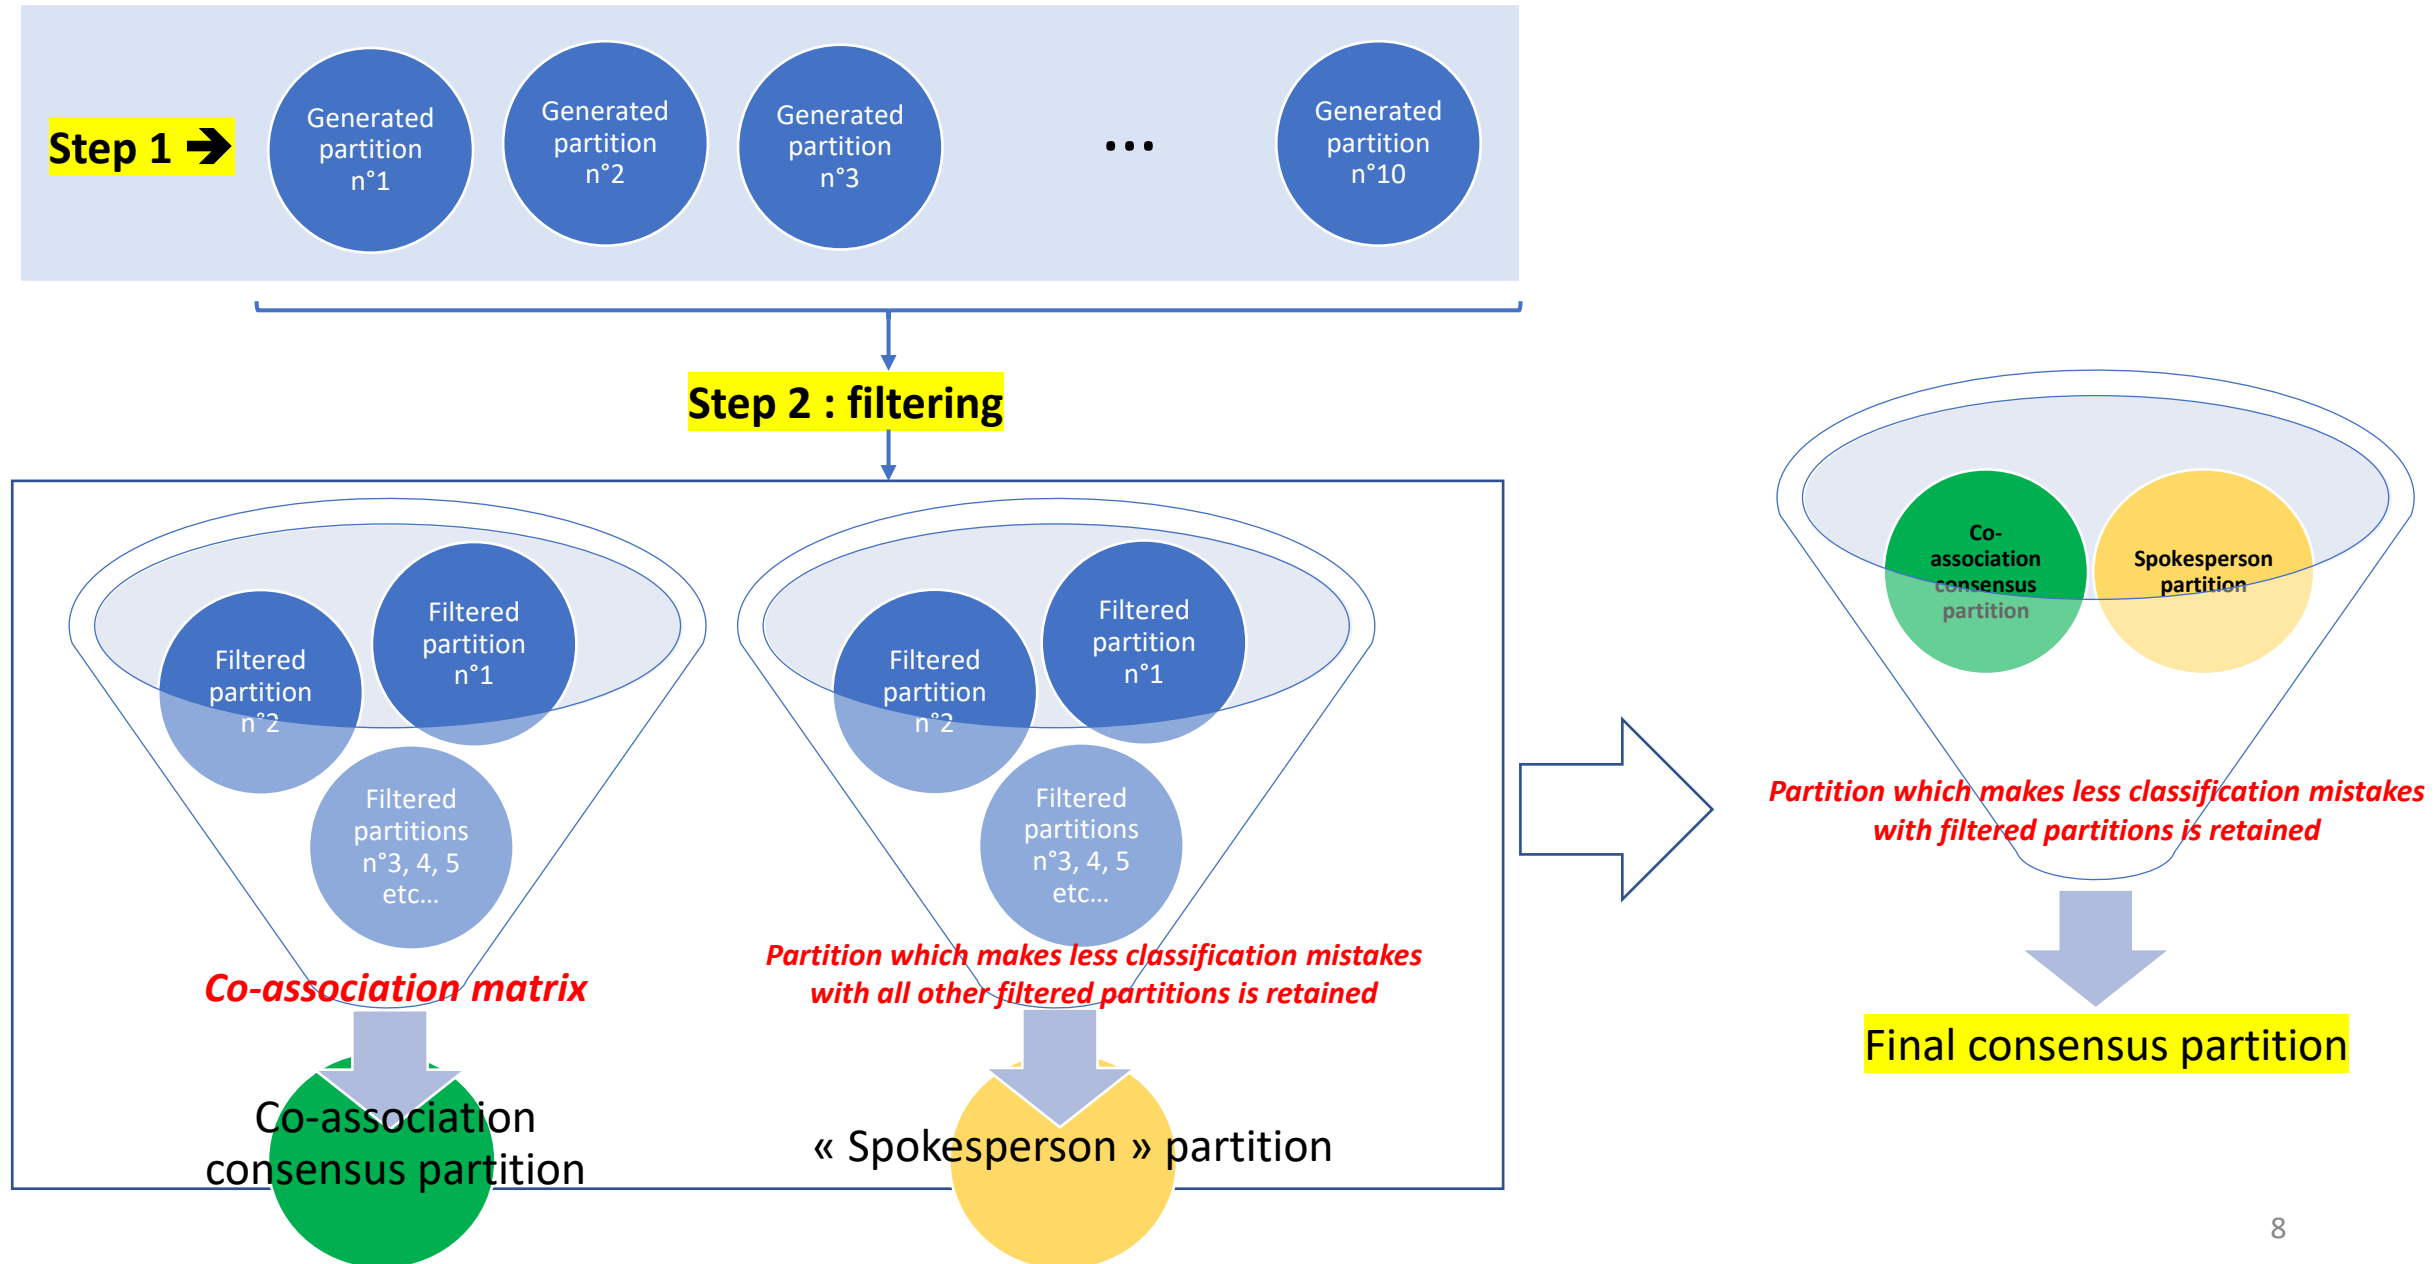 Step 1 ➔
Generated
partition
n°1
Generated
partition
n°2
Generated
partition
n°3
...
Generated
partition
n°10
Step 2 : filtering
Filtered
partition
n°2
Filtered
partition
n°1
Filtered
partitions
n°3, 4, 5
etc...
Co-association matrix
Co-association
consensus partition
Filtered
partition
n°2
Filtered
partition
n°1
Filtered
partitions
n°3, 4, 5
etc...
Partition which makes less classification mistakes
with all other filtered partitions is retained
« Spokesperson » partition
Co-
association
consensus
partition
Spokesperson
partition
Partition which makes less classification mistakes
with filtered partitions is retained
Final consensus partition
8